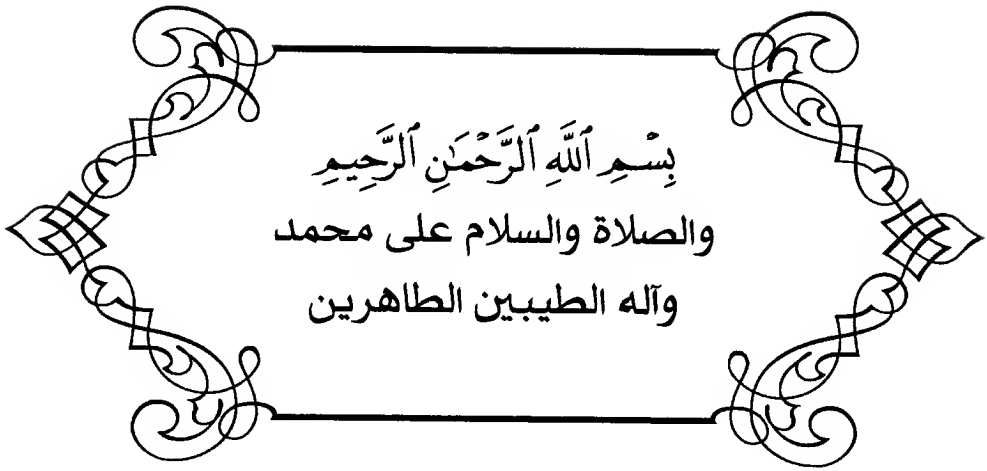 بِسْمِ ٱللَّهِ ٱلرَّحْمَٰنِ ٱلرَّحِيمِ
والصلاة والسلام على محمد
وآله الطيبين الطاهرين